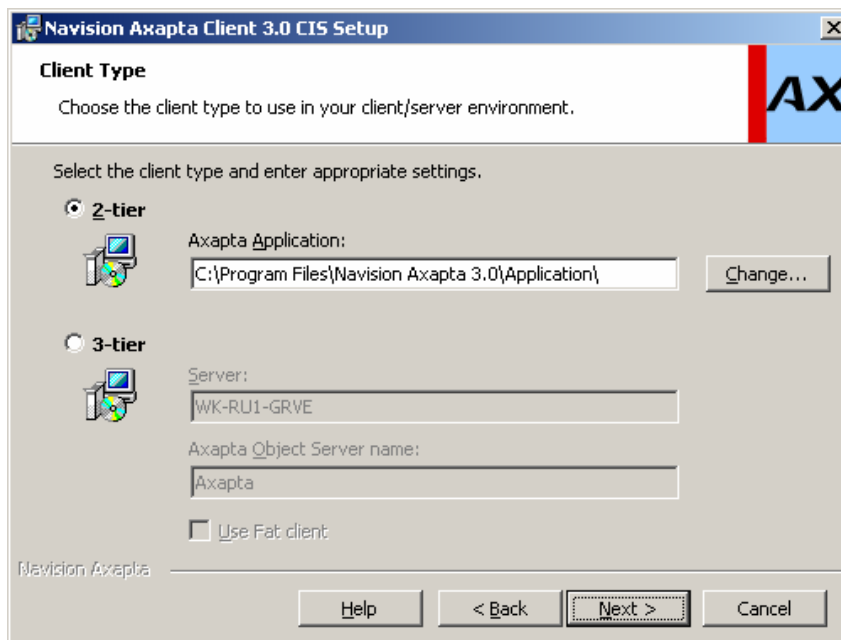 Navision Axapta Client 3.0 CIS Setup
Client Type
Choose the client type to use in your client/server environment.
AX
Select the client type and enter appropriate settings.
2-tier
Axapta Application:
C:\Program Files\Navision Axapta 3.0\Application\
Change...
3-tier
Server:
WK-RU1-GRVE
Axapta Object Server name:
Axapta
Use Fat client
Navision Axapta
Help
< Back
Next >
Cancel